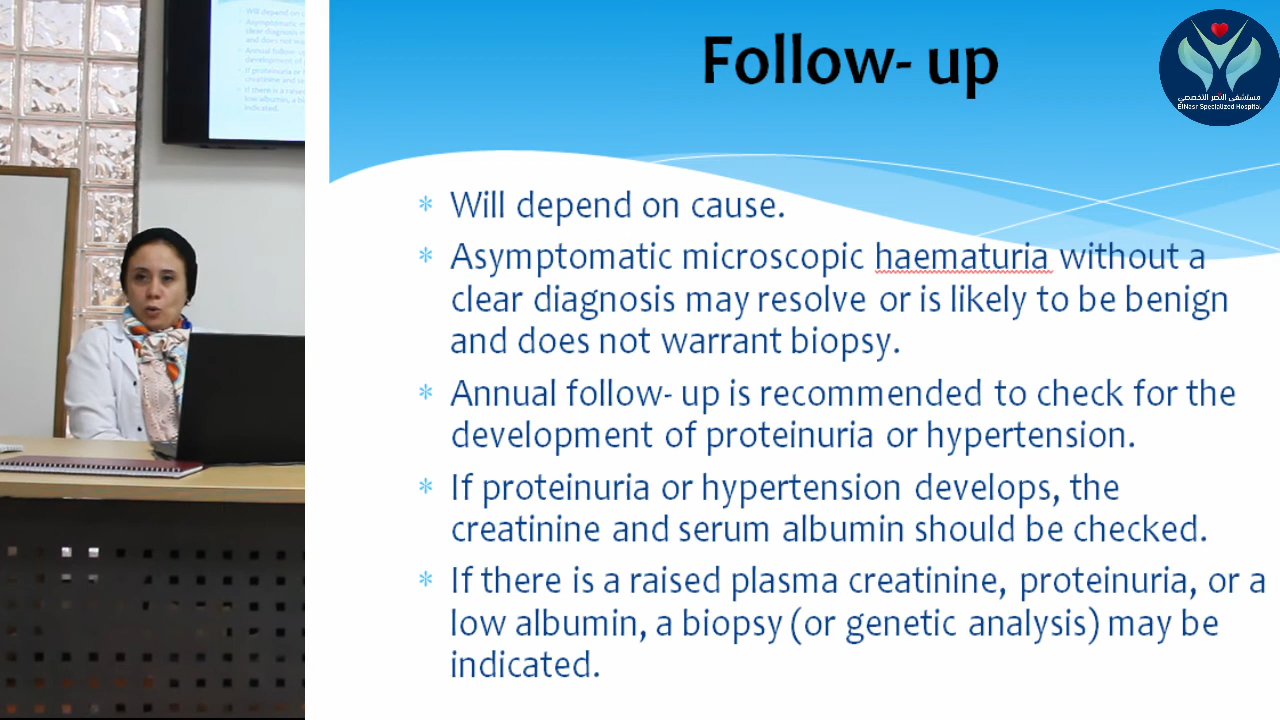 Follow- up
مستشفى النصر التخصصي
ElNasr Specialized Hospital
* Will depend on cause.
* Asymptomatic microscopic haematuria without a
clear diagnosis may resolve or is likely to be benign
and does not warrant biopsy.
* Annual follow- up is recommended to check for the
development of proteinuria or hypertension.
* If proteinuria or hypertension develops, the
creatinine and serum albumin should be checked.
* If there is a raised plasma creatinine, proteinuria, or a
low albumin, a biopsy (or genetic analysis) may be
indicated.